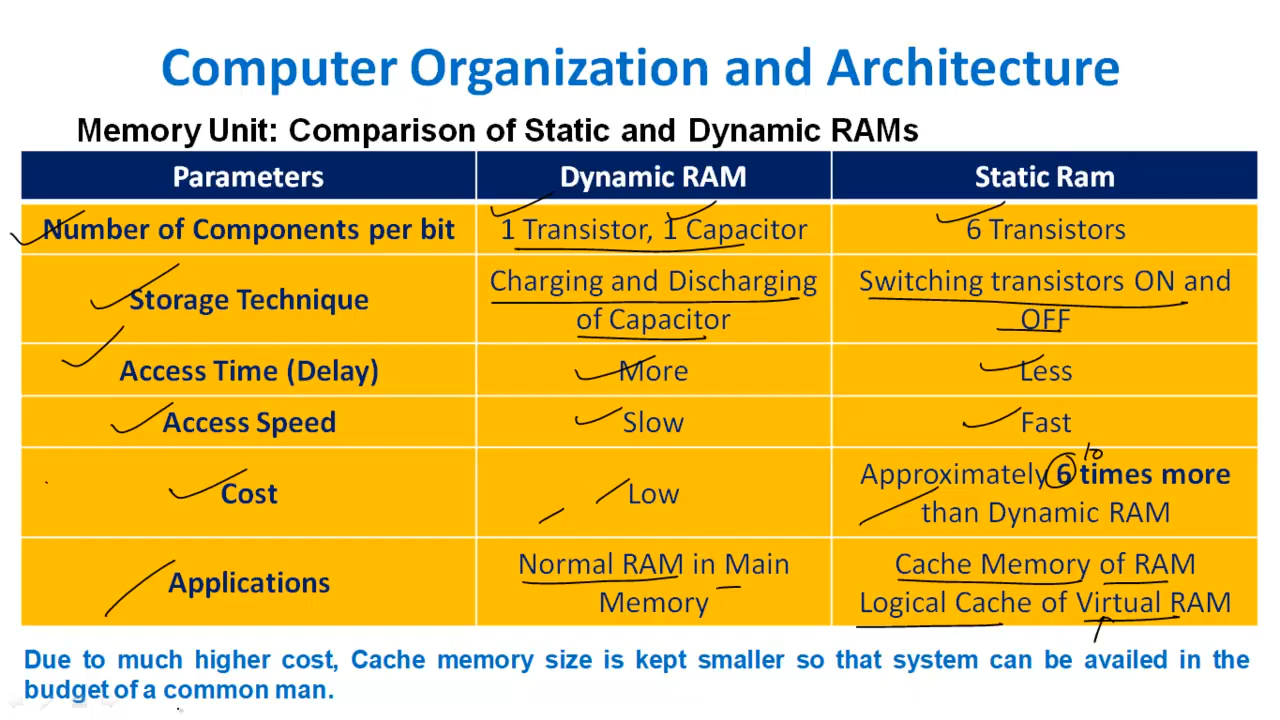 Computer Organization and Architecture
Memory Unit: Comparison of Static and Dynamic RAMs
Parameters Dynamic RAM Static Ram
Number of Components per bit 1 Transistor, 1 Capacitor 6 Transistors
Storage Technique
Charging and Discharging
of Capacitor
Switching transistors ON and
OFF
Access Time (Delay) More Less
Access Speed Slow Fast
Cost Low
10
Approximately 6 times more
than Dynamic RAM
Applications
Normal RAM in Main
Memory
Cache Memory of RAM
Logical Cache of Virtual RAM
Due to much higher cost, Cache memory size is kept smaller so that system can be availed in the
budget of a common man.